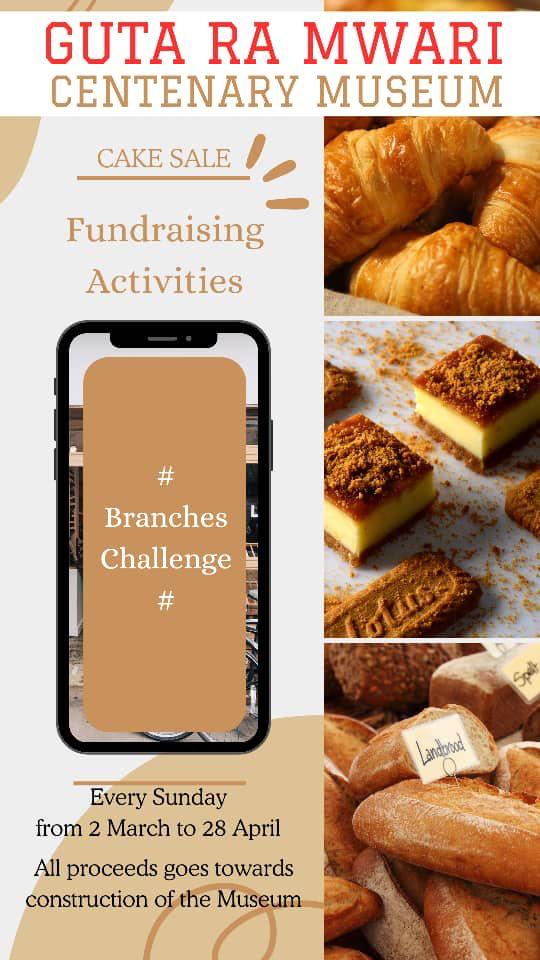 GUTA RA MWARI
CENTENARY MUSEUM
CAKE SALE
Fundraising
Activities
#
Branches
Challenge
#
Every Sunday
from 2 March to 28 April
All proceeds goes towards
construction of the Museum
Lotus
Spelt
Landbrood